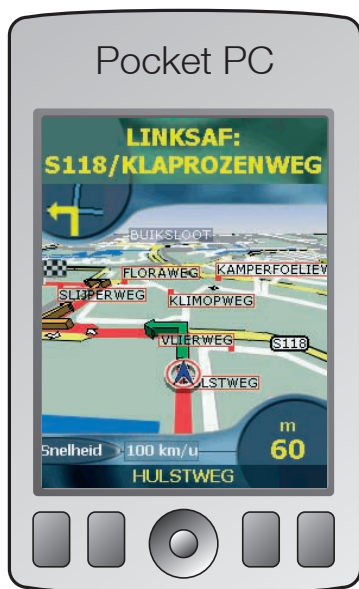 Pocket PC
LINKSAF:
S118/KLAPROZENWEG
BUIKSLOOT
FLORAWEG
KAMPERFOELIEW
SLIJPERWEG
KLIMOPWEG
VLIERWEG
S118
LSTWEG
m
60
Snelheid 100 km/u
HULSTWEG